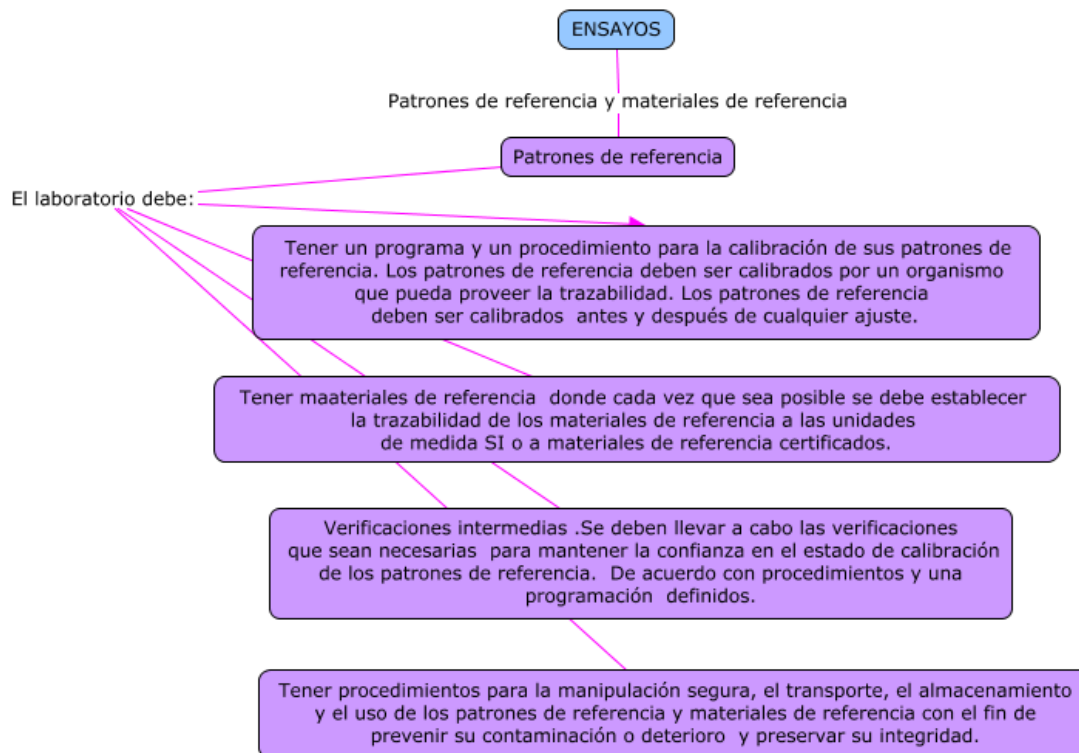 ENSAYOS
Patrones de referencia y materiales de referencia
Patrones de referencia
El laboratorio debe:
Tener un programa y un procedimiento para la calibración de sus patrones de
referencia. Los patrones de referencia deben ser calibrados por un organismo
que pueda proveer la trazabilidad. Los patrones de referencia
deben ser calibrados antes y después de cualquier ajuste.
Tener maateriales de referencia donde cada vez que sea posible se debe establecer
la trazabilidad de los materiales de referencia a las unidades
de medida SI o a materiales de referencia certificados.
Verificaciones intermedias .Se deben llevar a cabo las verificaciones
que sean necesarias para mantener la confianza en el estado de calibración
de los patrones de referencia. De acuerdo con procedimientos y una
programación definidos.
Tener procedimientos para la manipulación segura, el transporte, el almacenamiento
y el uso de los patrones de referencia y materiales de referencia con el fin de
prevenir su contaminación o deterioro y preservar su integridad.